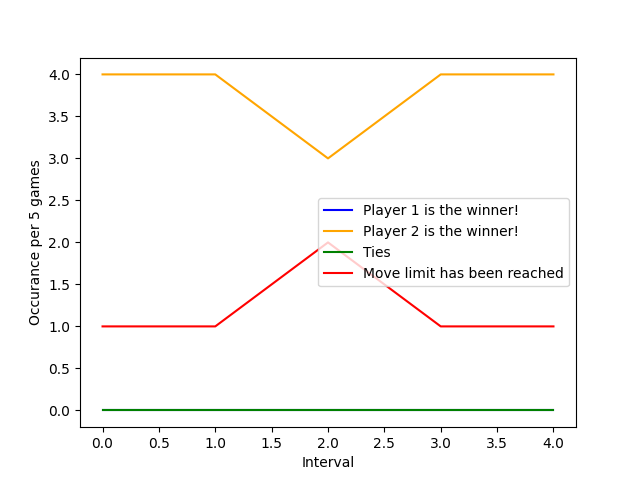 4.0
3.5
3.0
2.5
2.0
1.5
1.0
0.5
0.0
Occurance per 5 games
Player 1 is the winner!
Player 2 is the winner!
Ties
Move limit has been reached
0.0 0.5 1.0 1.5 2.0 2.5 3.0 3.5 4.0
Interval